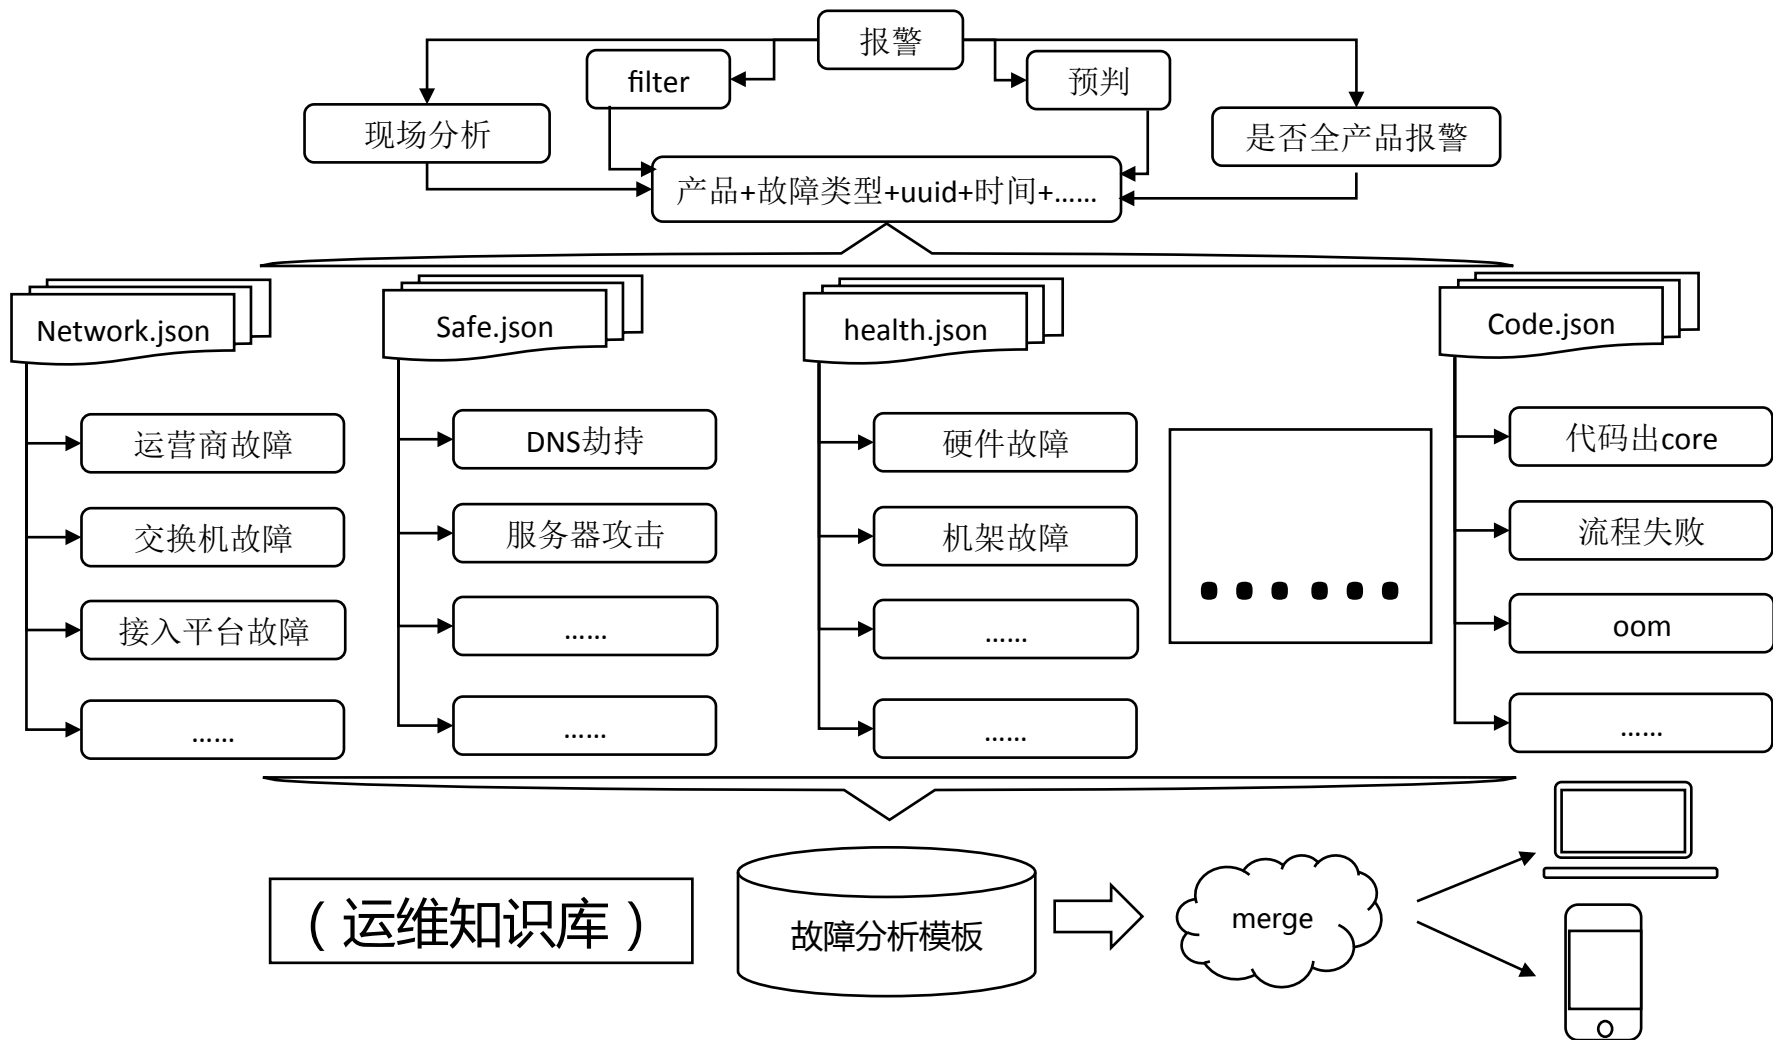 报警
filter
预判
现场分析
是否全产品报警
产品+故障类型+uuid+时间+......
Network.json
Safe.json
health.json
Code.json
运营商故障
DNS劫持
硬件故障
代码出core
交换机故障
服务器攻击
机架故障
流程失败
接入平台故障
......
......
......
oom
......
......
......
......
（运维知识库）
故障分析模板
merge